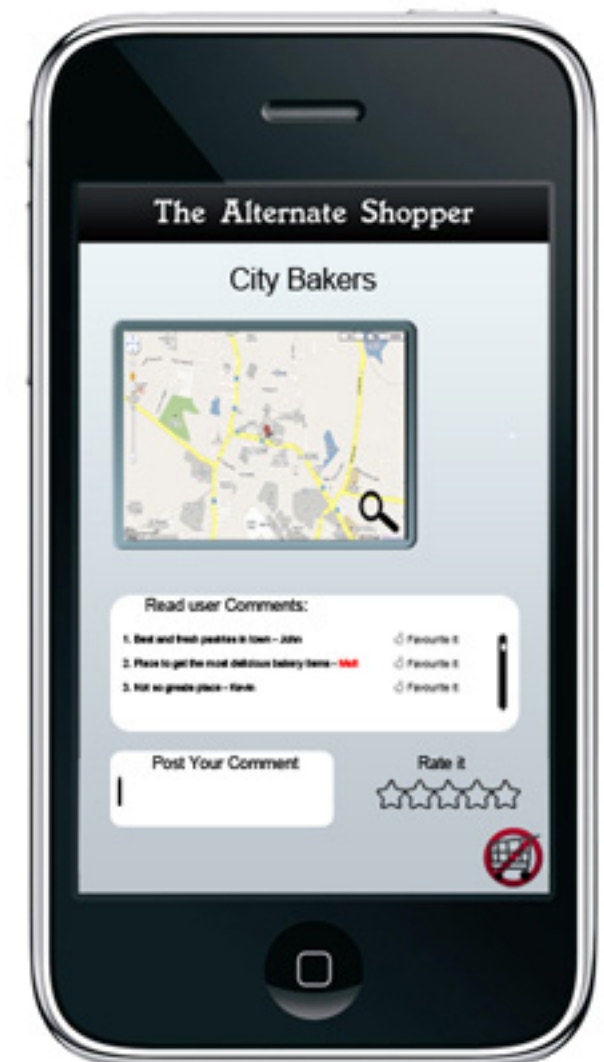 The Alternate Shopper
City Bakers
Read user Comments:
1. Best and fresh pastries in town - John
Favourite it
2. Place to get the most delicious bakery items - Matt
Favourite it
3. Not so greate place - Kevin
Favourite it
Post Your Comment
Rate it